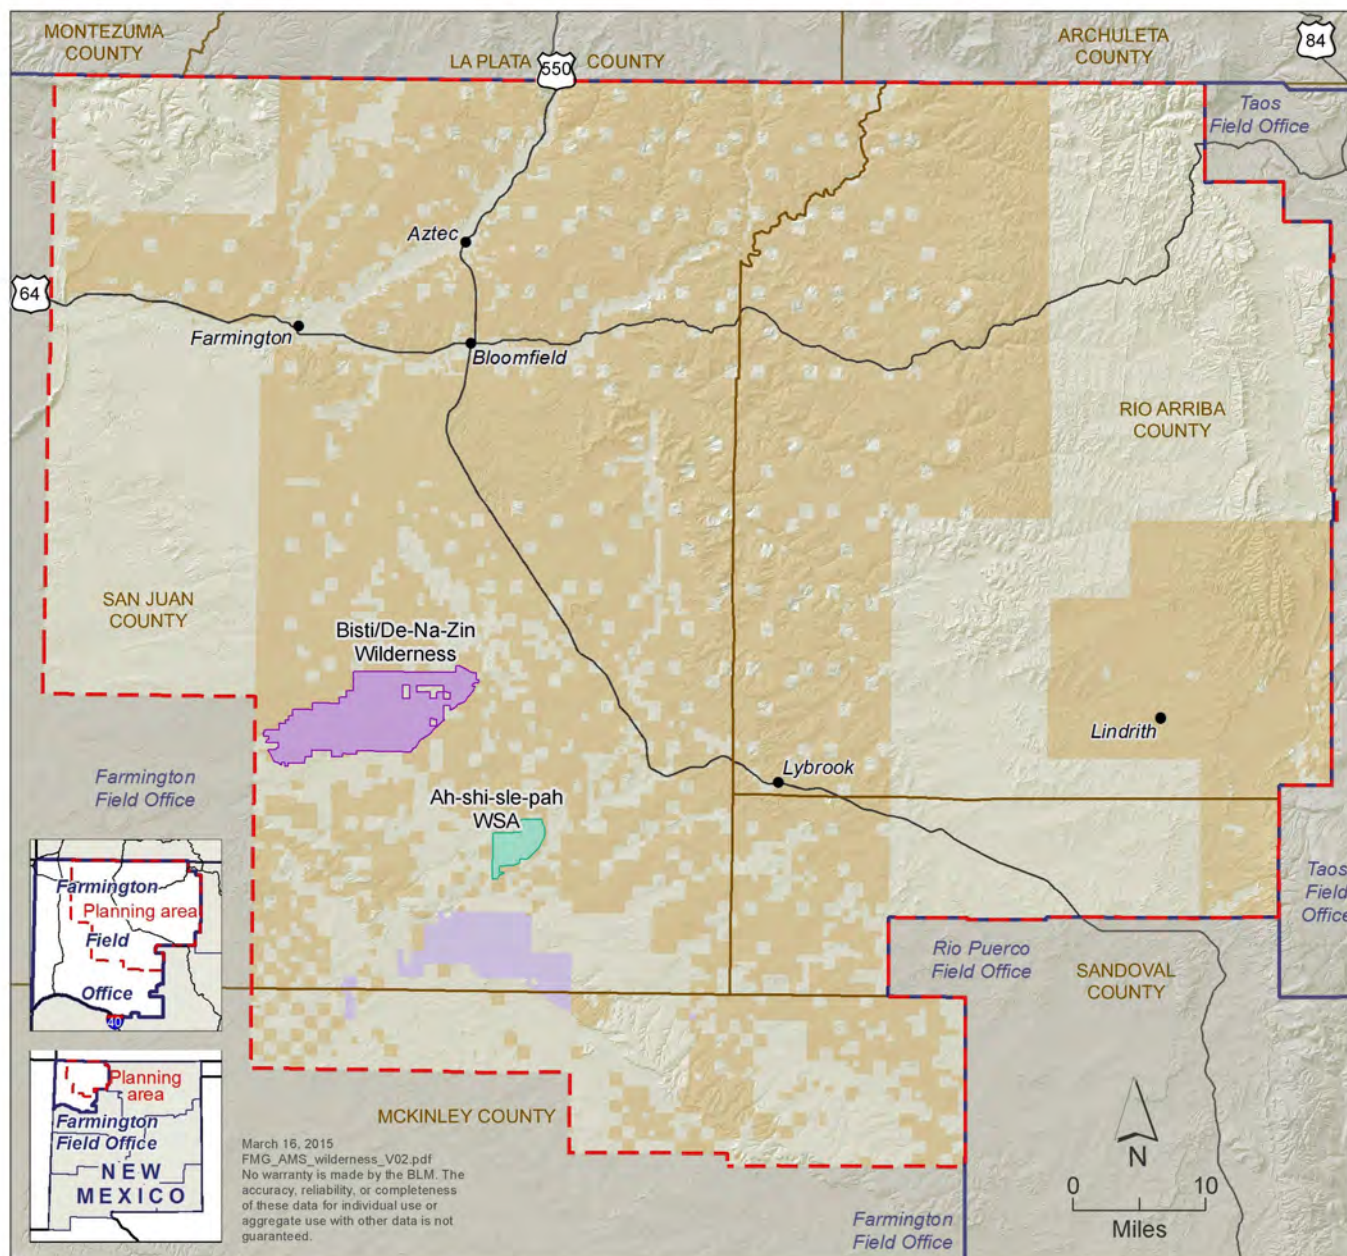 MONTEZUMA
COUNTY
LA PLATA
COUNTY
550
ARCHULETA
COUNTY
84
Taos
Field Office
Aztec
64
Farmington
Bloomfield
RIO ARRIBA
COUNTY
SAN JUAN
COUNTY
Bisti/De-Na-Zin
Wilderness
Lindrith
Farmington
Field Office
Lybrook
Ah-shi-sle-pah
WSA
Farmington
Planning area
Field
Office
40
Taos
Field
Office
Rio Puerco
Field Office
SANDOVAL
COUNTY
Planning
area
Farmington
Field Office
NEW
MEXICO
MCKINLEY COUNTY
March 16, 2015
FMG_AMS_wilderness_V02.pdf
No warranty is made by the BLM. The
accuracy, reliability, or completeness
of these data for individual use or
aggregate use with other data is not
guaranteed.
N
0 10
Miles
Farmington
Field Office